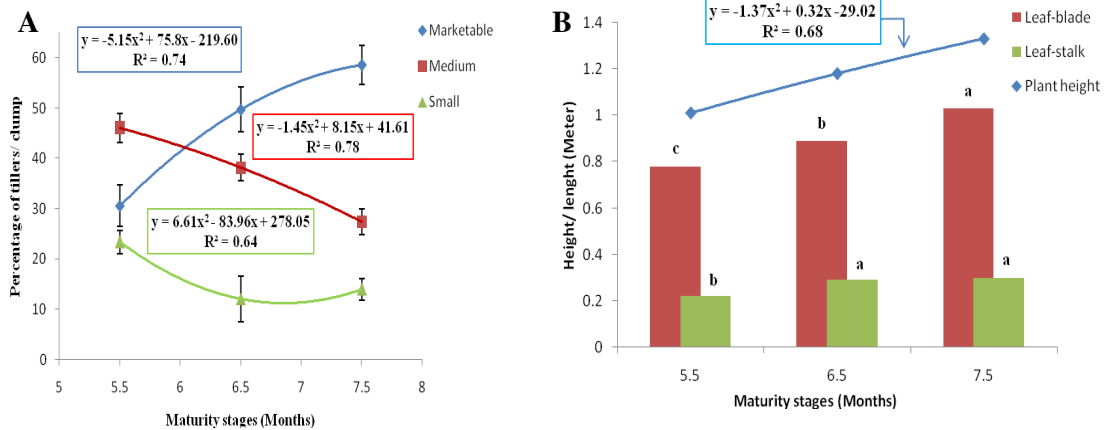 A
y = -5.15x² + 75.8x - 219.60
R² = 0.74
Marketable
Medium
Small
y = -1.45x² + 8.15x + 41.61
R² = 0.78
y = 6.61x² - 83.96x + 278.05
R² = 0.64
Percentage of tillers/ clump
60
50
40
30
20
10
0
5 5.5 6 6.5 7 7.5 8
Maturity stages (Months)
B
y = -1.37x² + 0.32x -29.02
R² = 0.68
Leaf-blade
Leaf-stalk
Plant height
Height/ lenght (Meter)
1.4
1.2
1
0.8
0.6
0.4
0.2
0
c
b
b
a
a
a
5.5 6.5 7.5
Maturity stages (Months)